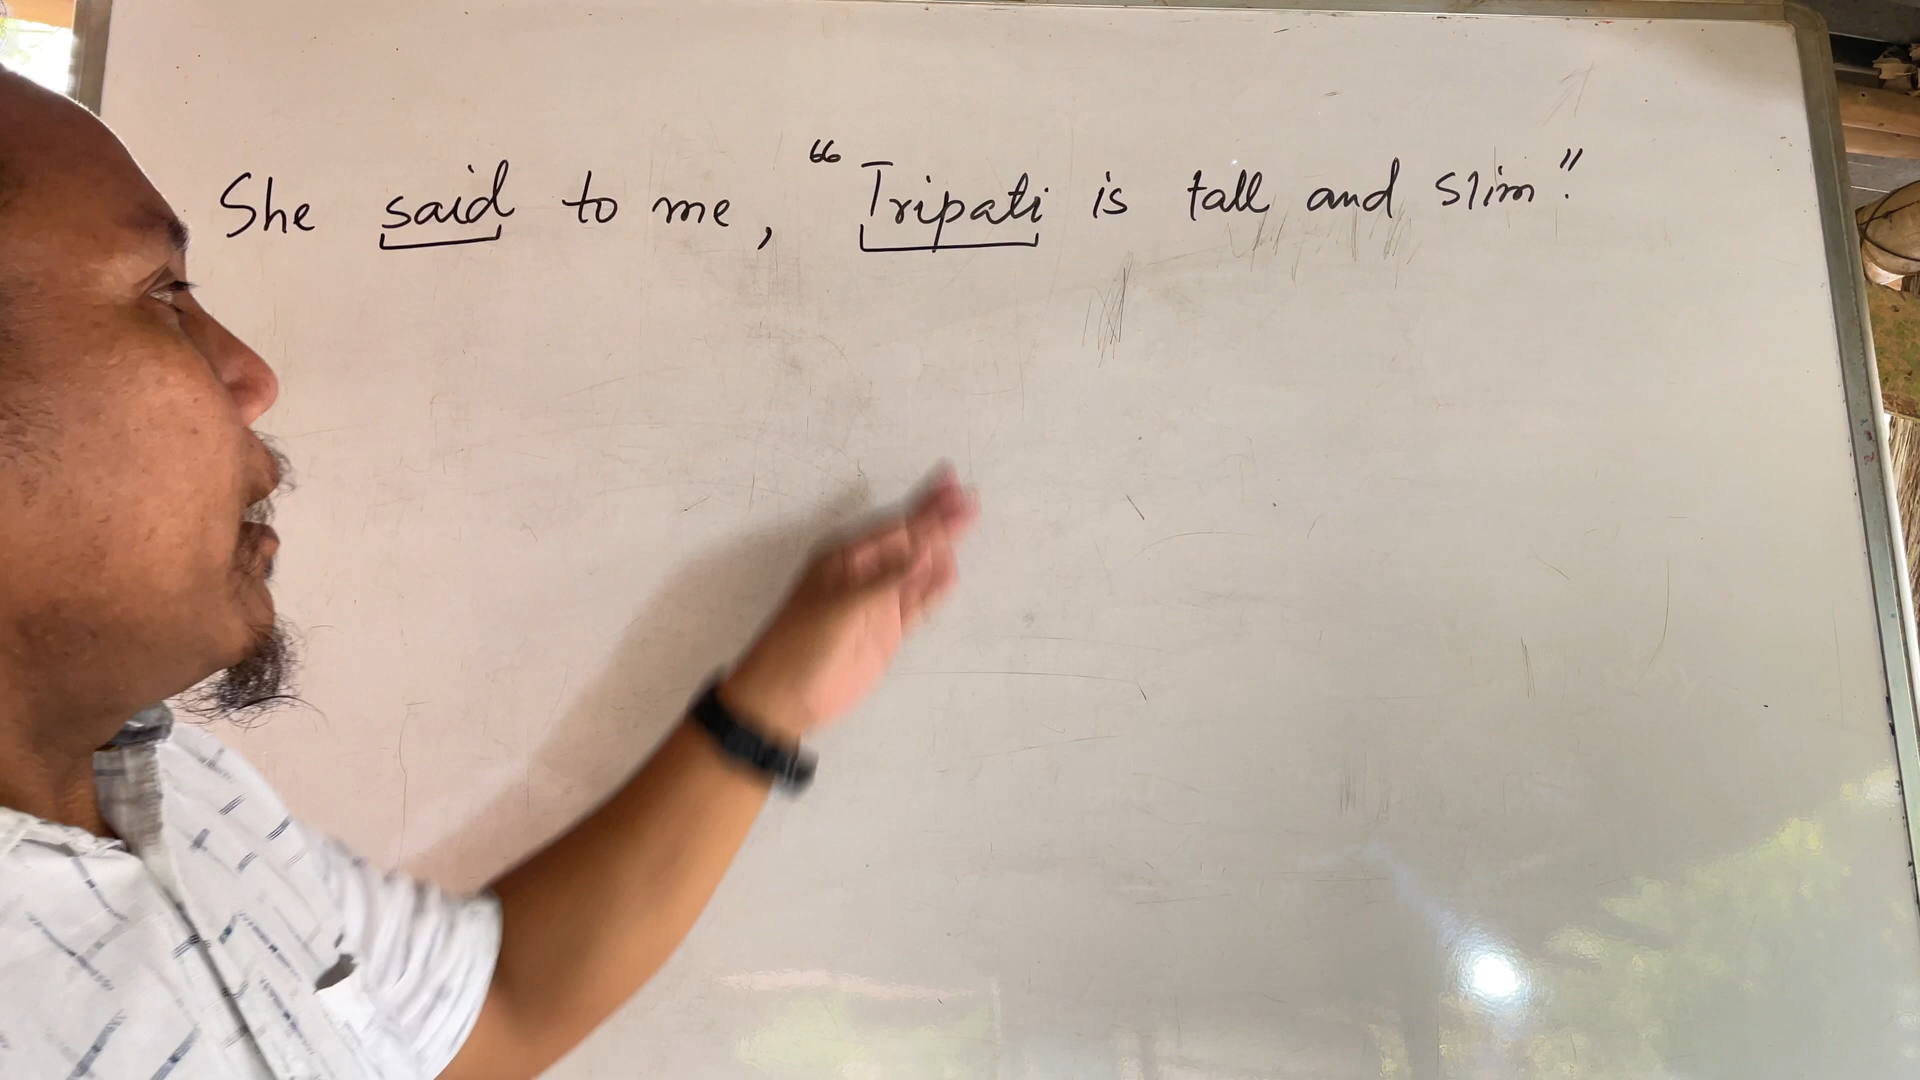 She said to me, “Tripati is tall and slim”.